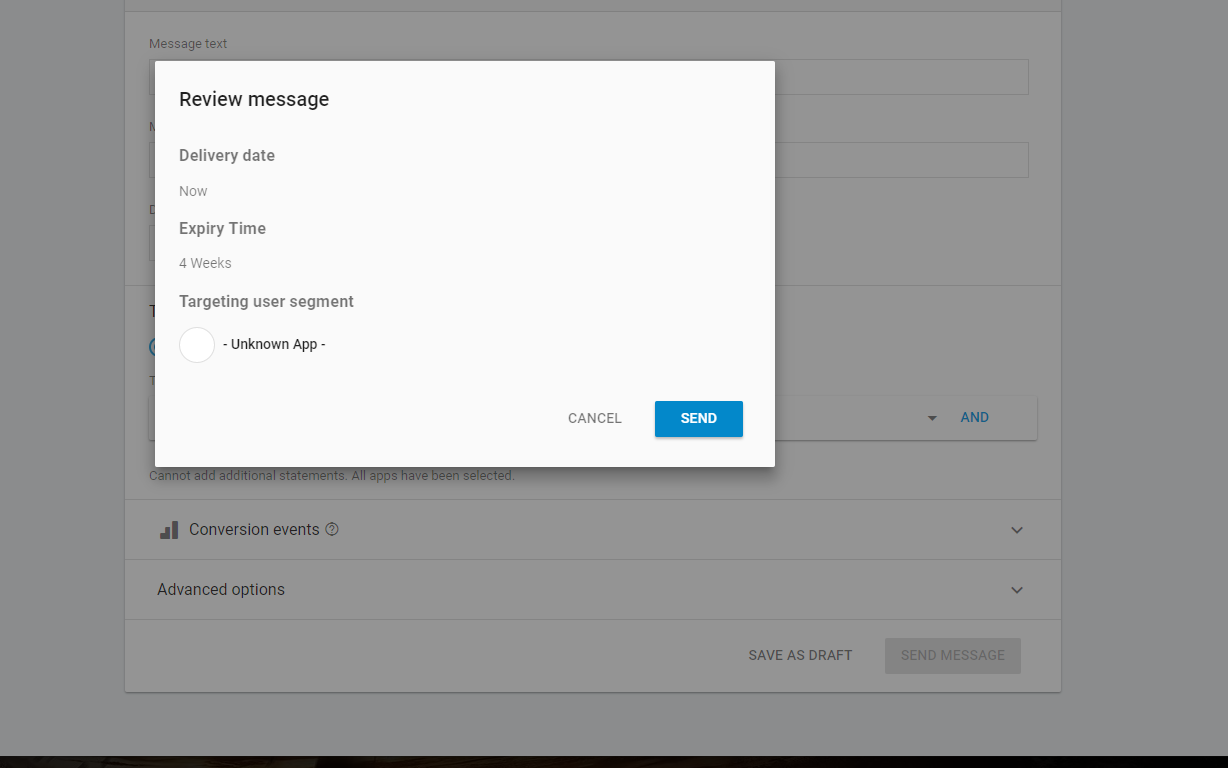 Message text
Review message
Delivery date
Now
Expiry Time
4 Weeks
Targeting user segment
- Unknown App -
CANCEL
SEND
AND
Cannot add additional statements. All apps have been selected.
Conversion events
Advanced options
SAVE AS DRAFT
SEND MESSAGE